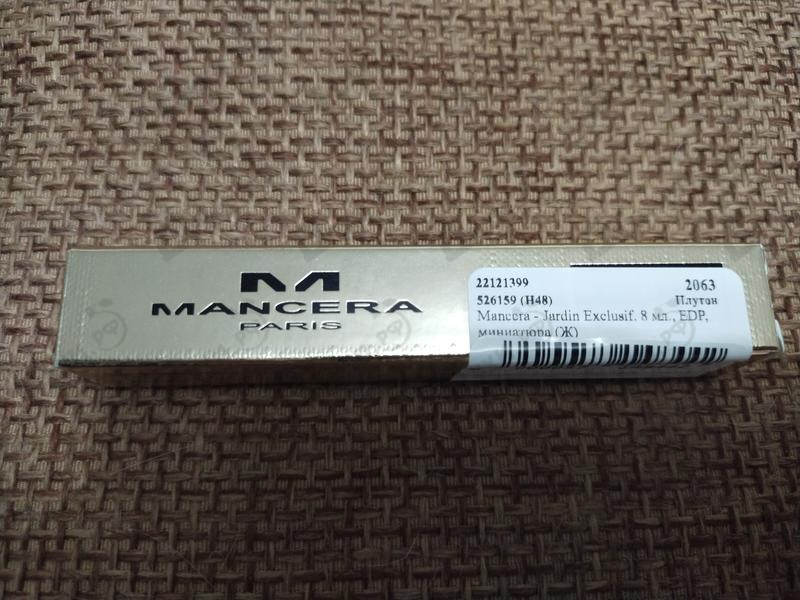 MANCERA
PARIS
22121399 2063
526159 (H48) Плутон
Mancera - Jardin Exclusif. 8 мл., EDP,
миниатюра (Ж)